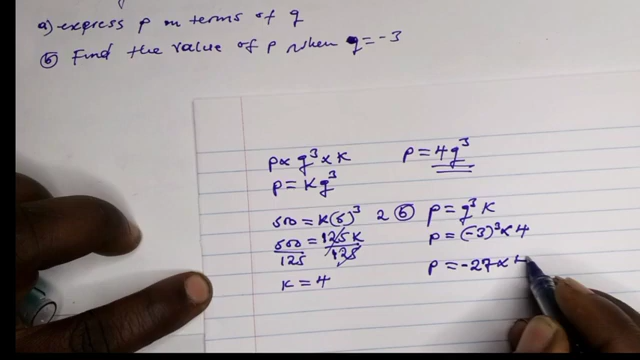 a) express p in terms of q
b) Find the value of p when q = -3
p ∝ q³ × k
p = kq³
500 = k(5)³
500 = 125k
125 125
k = 4
p = 4q³
2 b) p = q³ k
p = (-3)³ × 4
p = -27 × 4